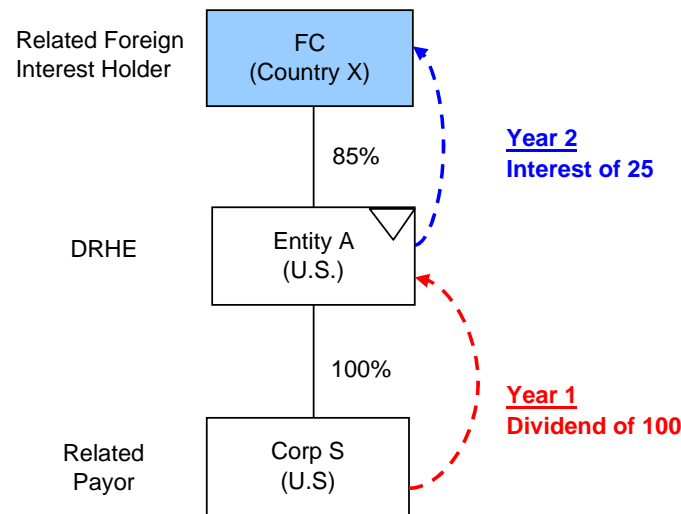 Related Foreign
Interest Holder
FC
(Country X)
Year 2
Interest of 25
85%
DRHE
Entity A
(U.S.)
100%
Year 1
Dividend of 100
Related
Payor
Corp S
(U.S)